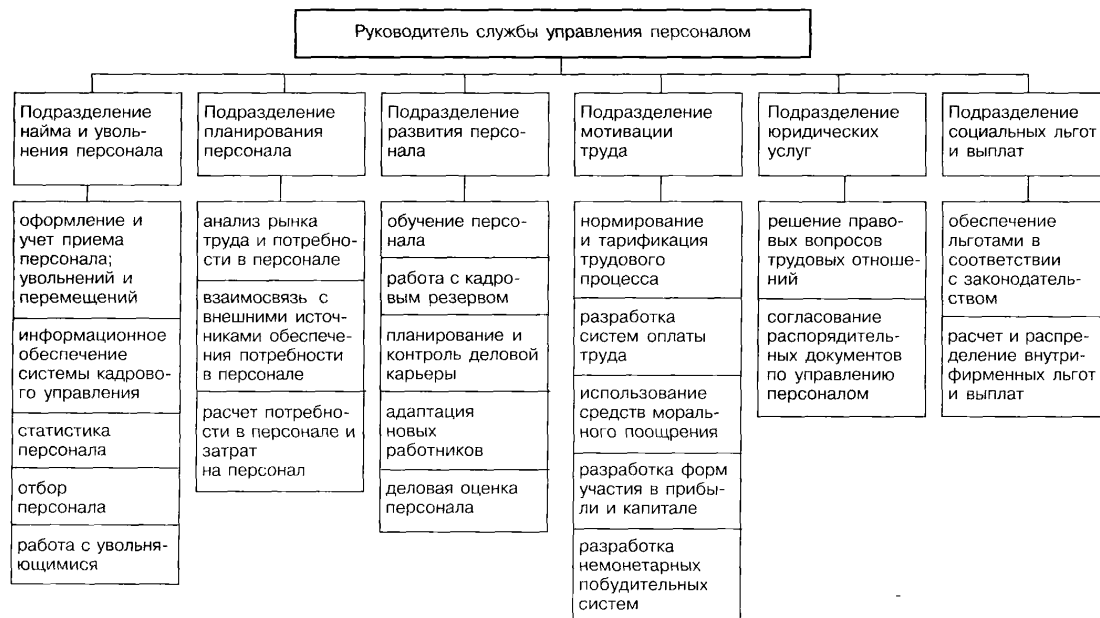 Руководитель службы управления персоналом
Подразделение
найма и уволь-
нения персонала
Подразделение
планирования
персонала
Подразделение
развития персо-
нала
Подразделение
мотивации
труда
Подразделение
юридических
услуг
Подразделение
социальных льгот
и выплат
оформление и
учет приема
персонала;
увольнений и
перемещений
информационное
обеспечение
системы кадрово-
го управления
статистика
персонала
отбор
персонала
работа с увольня-
ющимися
анализ рынка
труда и потребно-
сти в персонале
взаимосвязь с
внешними источ-
никами обеспече-
ния потребности
в персонале
расчет потребно-
сти в персонале и
затрат
на персонал
обучение персо-
нала
работа с кадро-
вым резервом
планирование и
контроль деловой
карьеры
адаптация
новых
работников
деловая оценка
персонала
нормирование
и тарификация
трудового
процесса
разработка
систем оплаты
труда
использование
средств мораль-
ного поощрения
разработка форм
участия в прибы-
ли и капитале
разработка
немонетарных
побудительных
систем
решение право-
вых вопросов
трудовых отноше-
ний
согласование
распорядитель-
ных документов
по управлению
персоналом
обеспечение
льготами в
соответствии
с законодатель-
ством
расчет и распре-
деление внутри-
фирменных льгот
и выплат